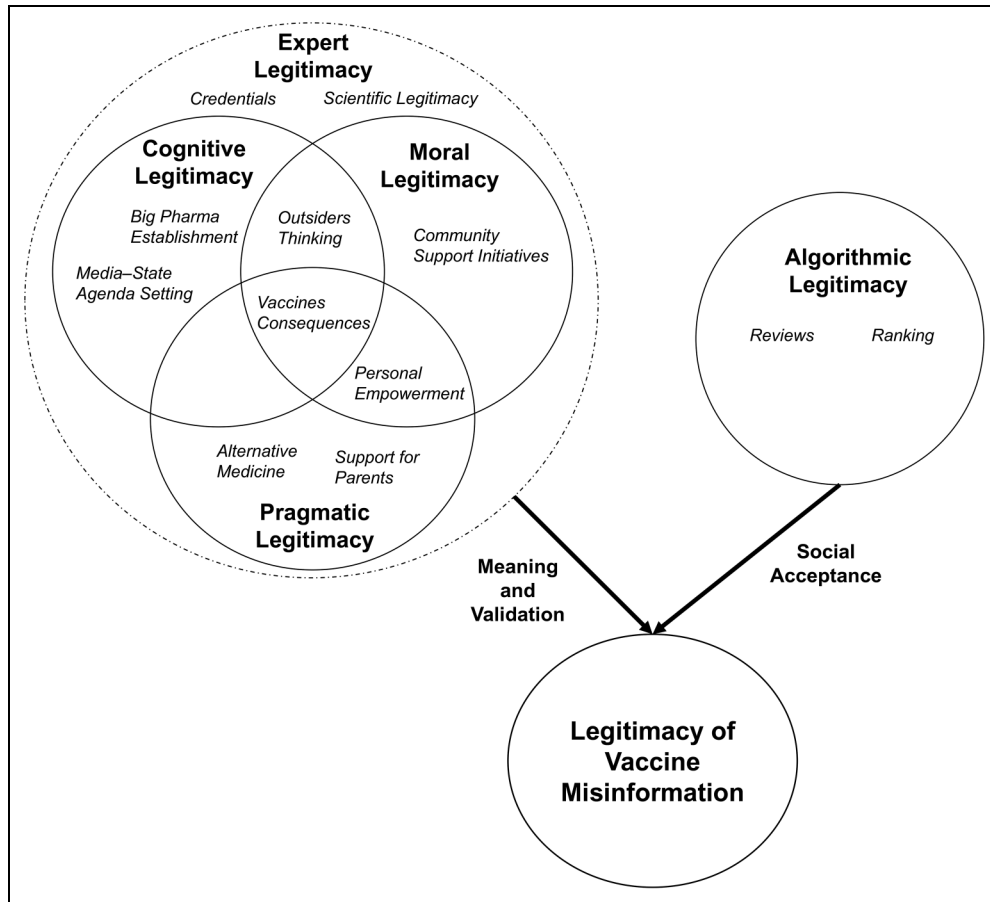 Expert
Legitimacy
Credentials
Scientific Legitimacy
Cognitive
Legitimacy
Moral
Legitimacy
Big Pharma
Establishment
Outsiders
Thinking
Community
Support Initiatives
Media–State
Agenda Setting
Vaccines
Consequences
Personal
Empowerment
Alternative
Medicine
Support for
Parents
Pragmatic
Legitimacy
Algorithmic
Legitimacy
Reviews
Ranking
Meaning
and
Validation
Social
Acceptance
Legitimacy of
Vaccine
Misinformation